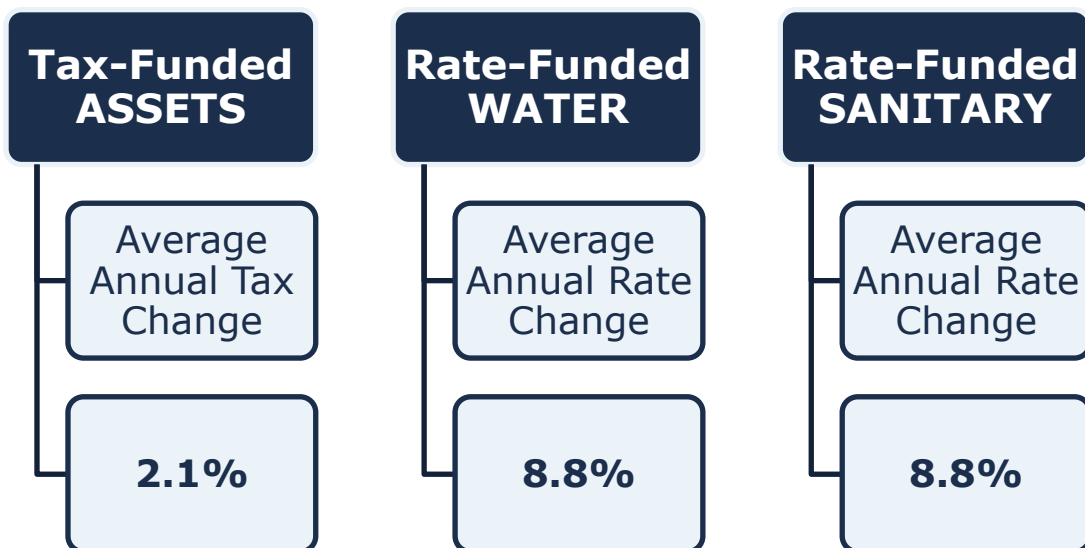 Tax-Funded
ASSETS
Average
Annual Tax
Change
2.1%
Rate-Funded
WATER
Average
Annual Rate
Change
8.8%
Rate-Funded
SANITARY
Average
Annual Rate
Change
8.8%